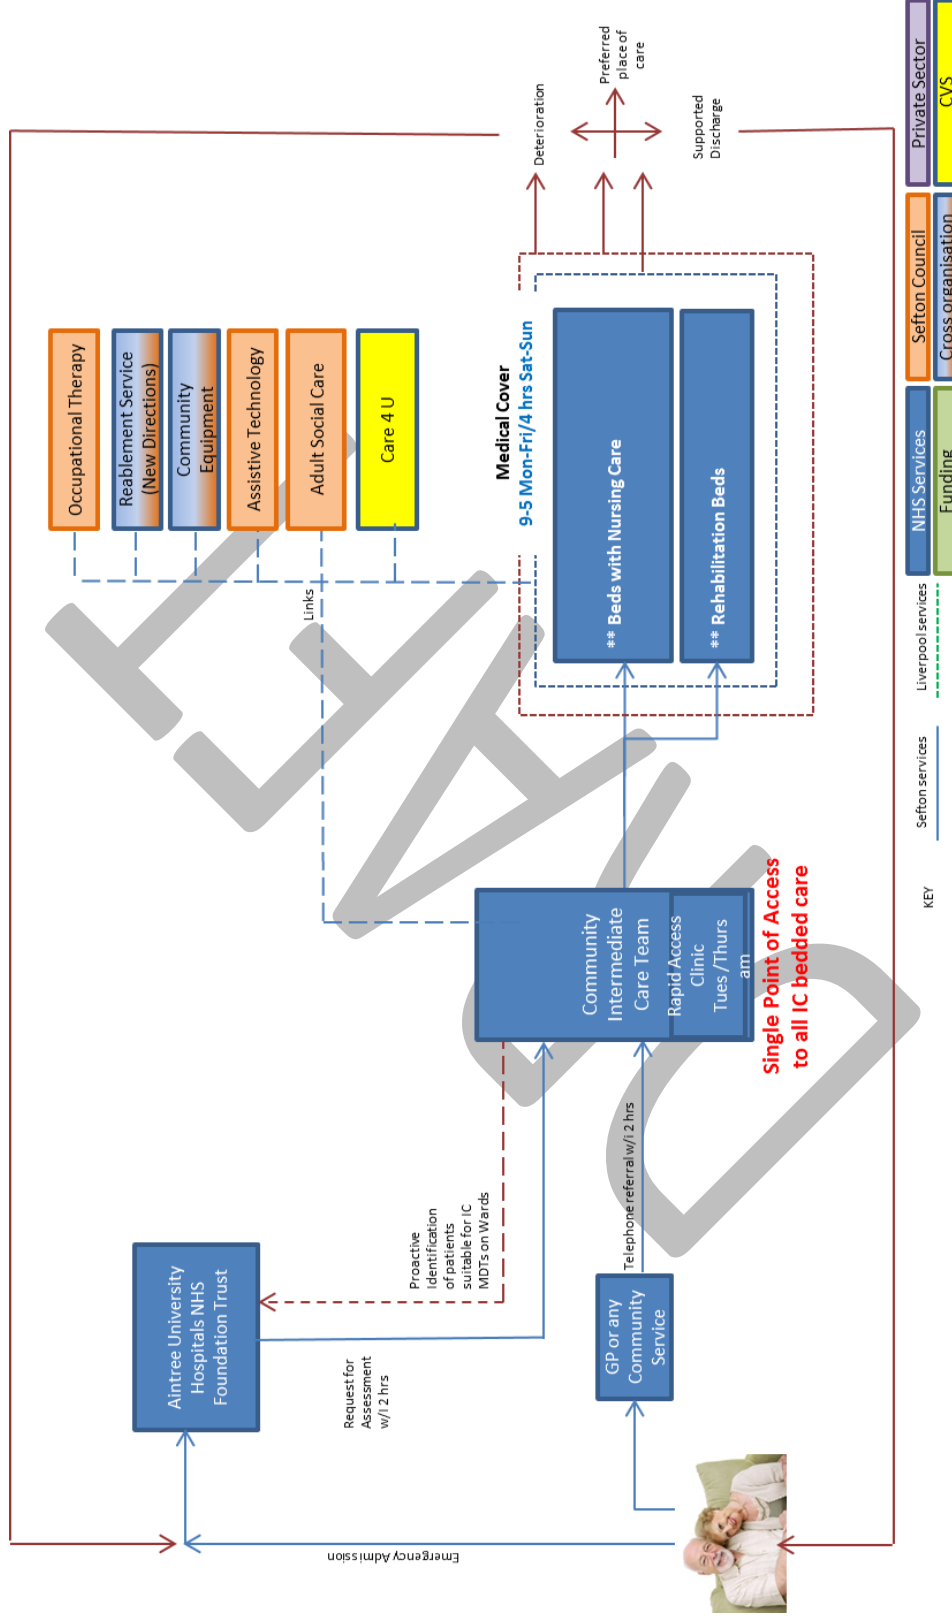 Emergency Admission
Aintree University
Hospitals NHS
Foundation Trust
Request for
Assessment
w/I 2 hrs
Proactive
Identification
of patients
suitable for IC
MDTs on Wards
GP or any
Community
Service
Telephone referral w/i 2 hrs
Community
Intermediate
Care Team
Rapid Access
Clinic
Tues /Thurs
am
Single Point of Access
to all IC bedded care
Links
Occupational Therapy
Reablement Service
(New Directions)
Community
Equipment
Assistive Technology
Adult Social Care
Care 4 U
Medical Cover
9-5 Mon-Fri/4 hrs Sat-Sun
** Beds with Nursing Care
** Rehabilitation Beds
Deterioration
Preferred
place of
care
Supported
Discharge
DRAFT
KEY
Sefton services
Liverpool services
NHS Services
Sefton Council
Private Sector
Funding
Cross organisation
CVS